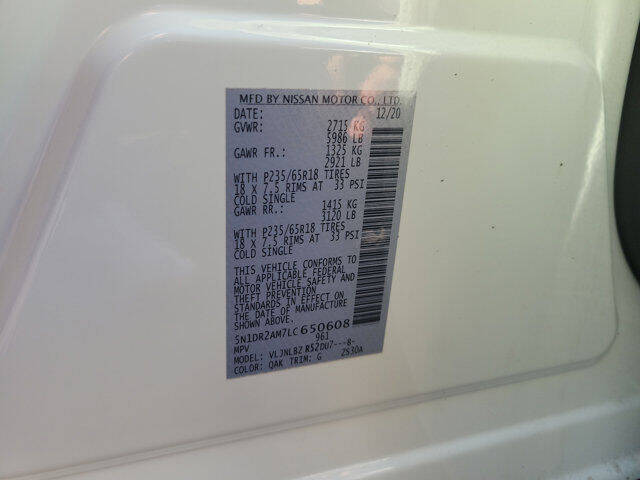 MFD BY NISSAN MOTOR CO., LTD.
DATE: 12/20
GVWR: 2715 KG
5986 LB
GAWR FR.: 1325 KG
2921 LB
WITH P235/65R18 TIRES
18 X 7.5 RIMS AT 33 PSI
COLD SINGLE
GAWR RR.: 1415 KG
3120 LB
WITH P235/65R18 TIRES
18 X 7.5 RIMS AT 33 PSI
COLD SINGLE
THIS VEHICLE CONFORMS TO
ALL APPLICABLE FEDERAL
MOTOR VEHICLE SAFETY AND
THEFT PREVENTION
STANDARDS IN EFFECT ON
DATE OF MANUFACTURE
5N1DR2AM7LC650608
MPV 961
MODEL: VLJNLBZ RS2DU7---8-
COLOR: QAK TRIM: G ZS30A